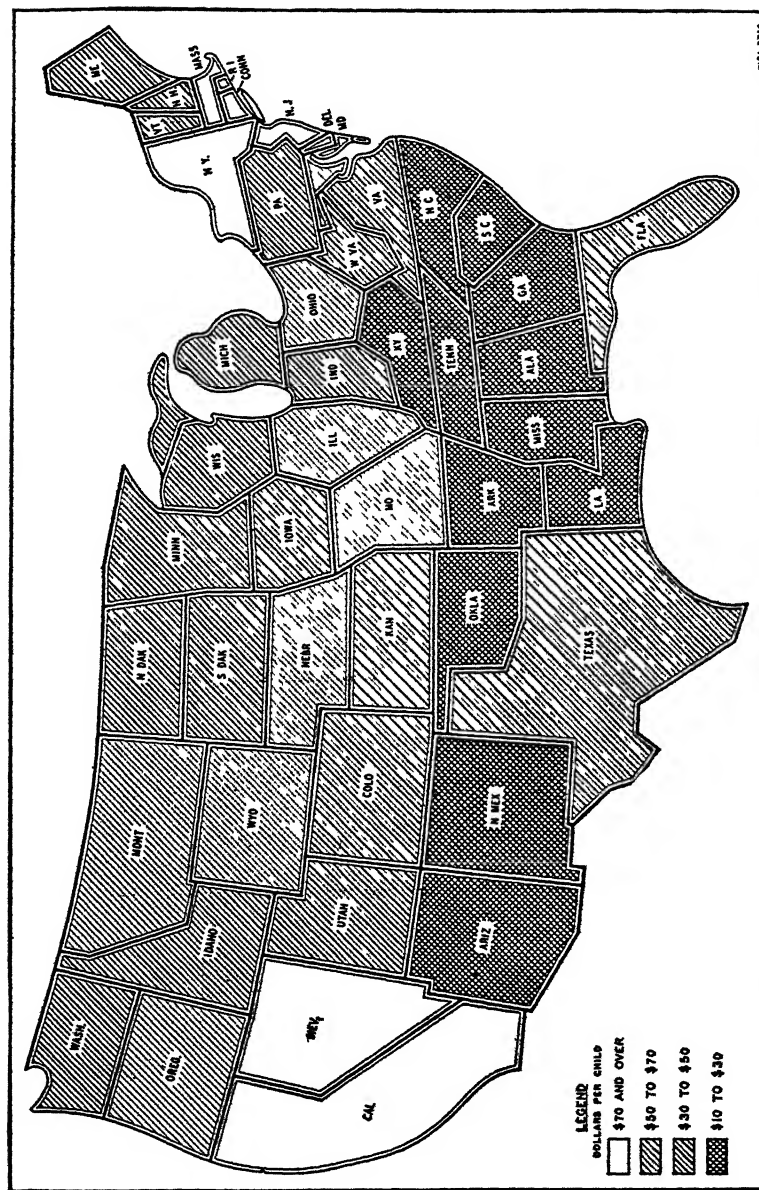 WASH.
OREG.
CAL
NEV.
IDAHO
MONT
WYO
UTAH
COLO
ARIZ
N MEX
N DAK
S DAK
NEBR
KAN
OKLA
TEXAS
MINN
IOWA
MO
ARK
LA
WIS
ILL
MICH
IND
OHIO
KY
TENN
MISS
ALA
GA
FLA
S C
N C
VA
W VA
PA
N Y.
N.J
DEL
MD
VT
N H
ME
MASS
R I
CONN
LEGEND
DOLLARS PER CHILD
$70 AND OVER
$50 TO $70
$30 TO $50
$10 TO $30